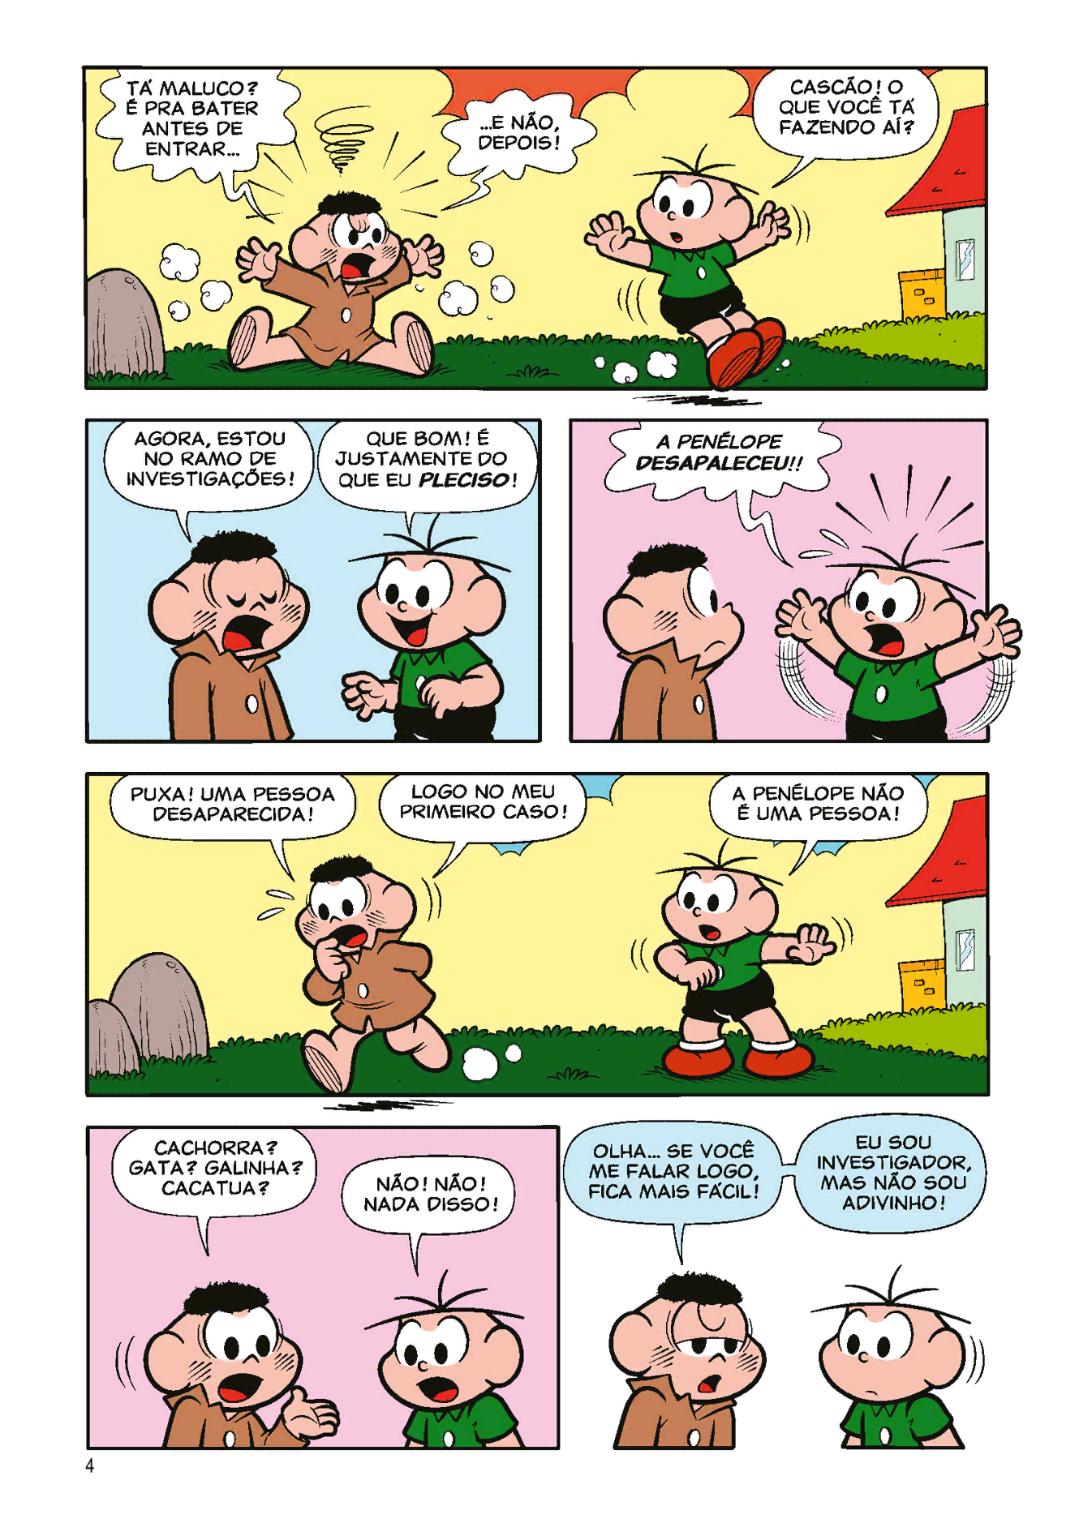 TÁ MALUCO?
É PRA BATER
ANTES DE
ENTRAR...
...E NÃO,
DEPOIS!
CASCÃO! O
QUE VOCÊ TÁ
FAZENDO AÍ?
AGORA, ESTOU
NO RAMO DE
INVESTIGAÇÕES!
QUE BOM! É
JUSTAMENTE DO
QUE EU PLECISO!
A PENÉLOPE
DESAPALECEU!!
PUXA! UMA PESSOA
DESAPARECIDA!
LOGO NO MEU
PRIMEIRO CASO!
A PENÉLOPE NÃO
É UMA PESSOA!
CACHORRA?
GATA? GALINHA?
CACATUA?
NÃO! NÃO!
NADA DISSO!
OLHA... SE VOCÊ
ME FALAR LOGO,
FICA MAIS FÁCIL!
EU SOU
INVESTIGADOR,
MAS NÃO SOU
ADIVINHO!
4